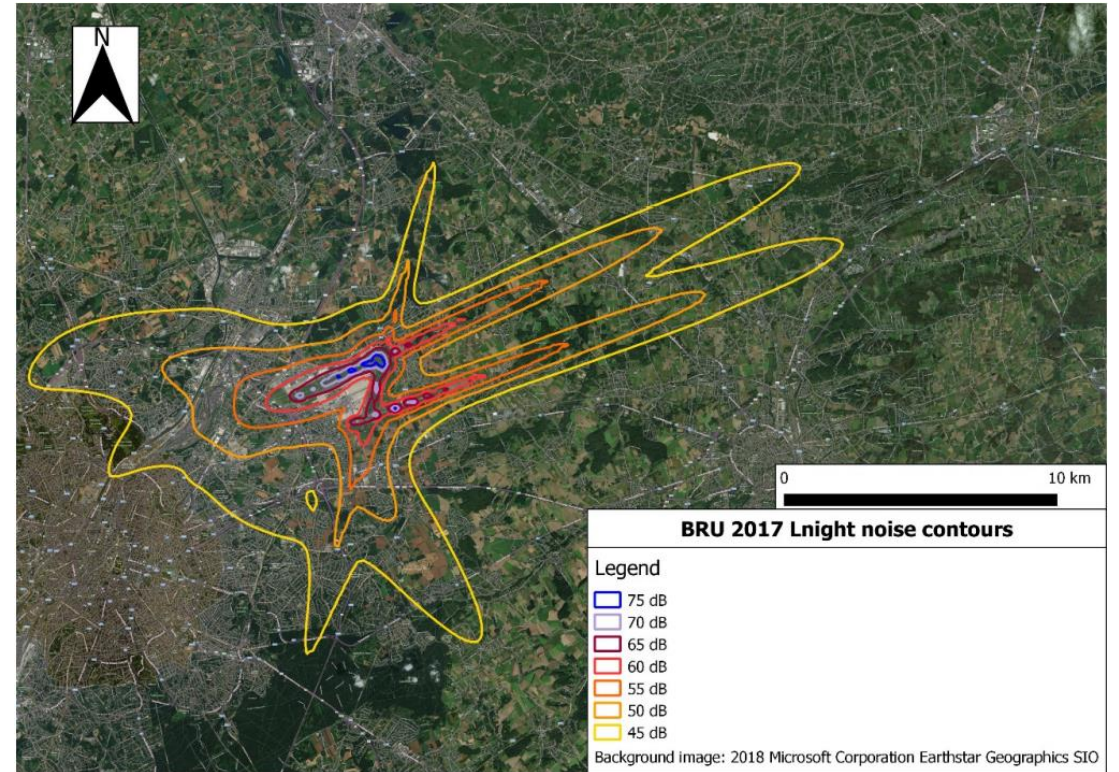 N
0 10 km
BRU 2017 Lnight noise contours
Legend
75 dB
70 dB
65 dB
60 dB
55 dB
50 dB
45 dB
Background image: 2018 Microsoft Corporation Earthstar Geographics SIO